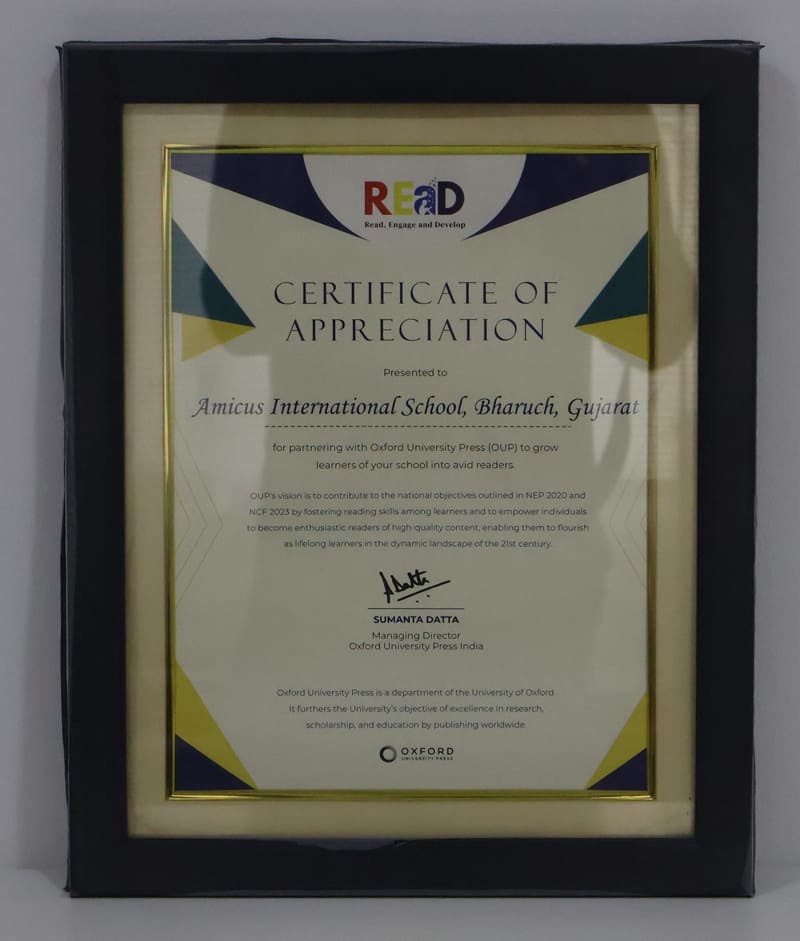 READ
Read, Engage and Develop
CERTIFICATE OF
APPRECIATION
Presented to
Amicus International School, Bharuch, Gujarat
for partnering with Oxford University Press (OUP) to grow
learners of your school into avid readers.
OUP's vision is to contribute to the national objectives outlined in NEP 2020 and
NCF 2023 by fostering reading skills among learners and to empower individuals
to become enthusiastic readers of high-quality content, enabling them to flourish
as lifelong learners in the dynamic landscape of the 21st century.
SDatta
SUMANTA DATTA
Managing Director
Oxford University Press India
Oxford University Press is a department of the University of Oxford.
It furthers the University's objective of excellence in research,
scholarship, and education by publishing worldwide.
OXFORD
UNIVERSITY PRESS